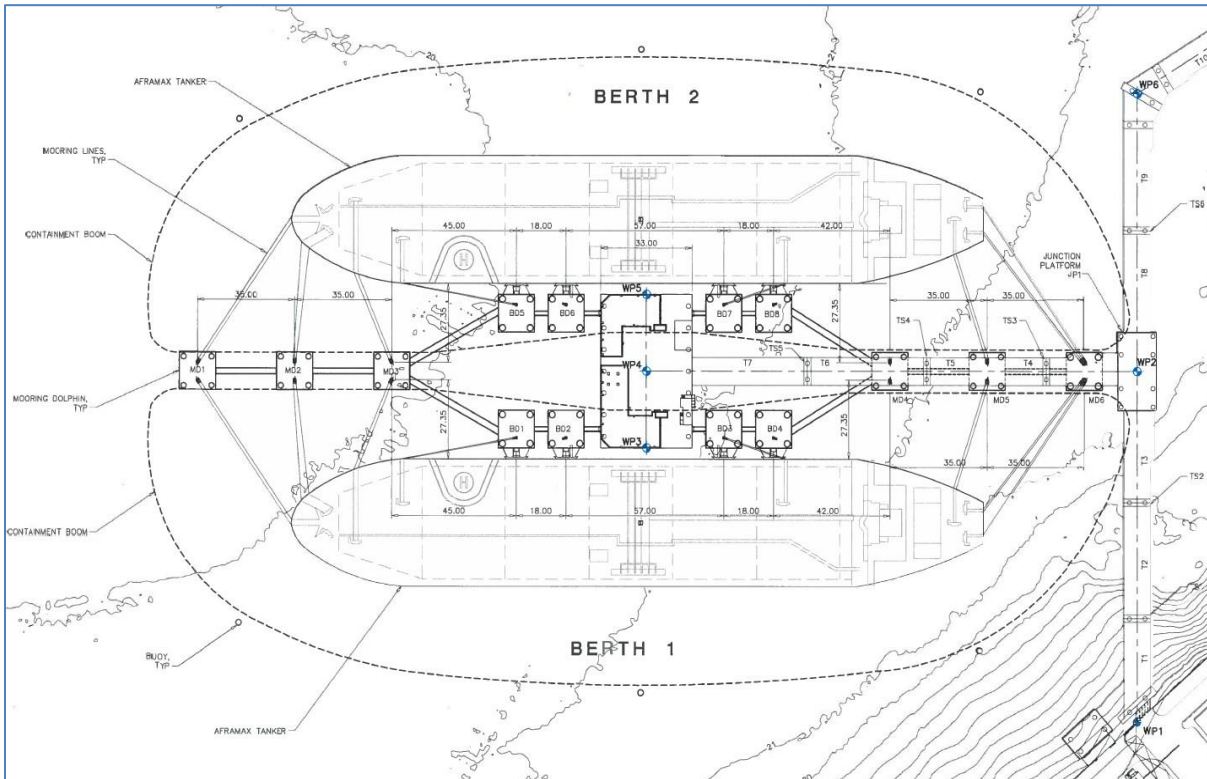 20
21
T10
WP6
AFRAMAX TANKER
BERTH 2
MOORING LINES,
TYP
T9
TS6
CONTAINMENT BOOM
45.00
18.00
57.00
18.00
42.00
33.00
JUNCTION
PLATFORM
JP1
T8
H
35.00
35.00
WP5
35.00
35.00
27.35
BD5
BD6
BD7
BD8
TS5
TS4
TS3
MD1
MD2
MD3
WP4
T7
T6
T5
T4
WP2
MOORING DOLPHIN,
TYP
MD4
MD5
MD6
27.35
BD1
BD2
BD3
BD4
27.35
WP3
35.00
35.00
T3
TS2
H
45.00
18.00
57.00
18.00
42.00
CONTAINMENT BOOM
T2
BUOY,
TYP
BERTH 1
T1
AFRAMAX TANKER
WP1
21
20